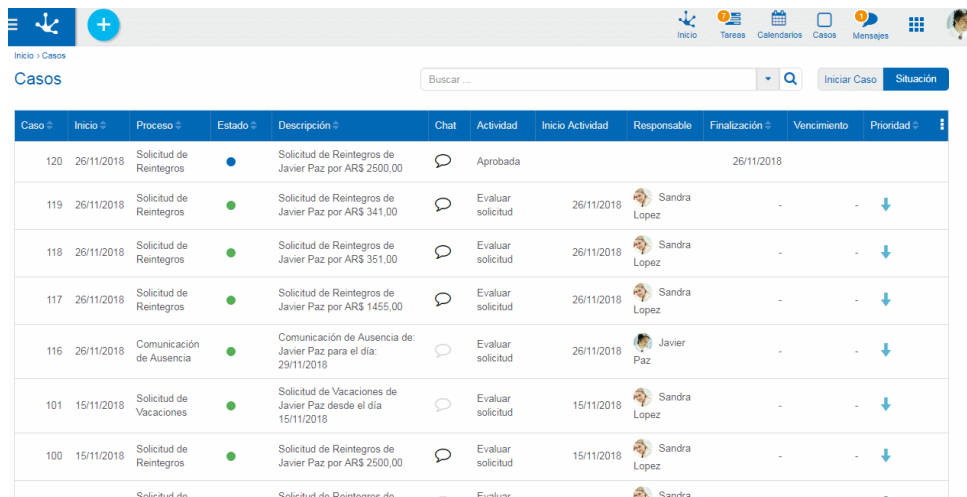 7
1
Inicio
Tareas
Calendarios
Casos
Mensajes
Inicio › Casos
Casos
Buscar ...
Iniciar Caso
Situación
Caso
Inicio
Proceso
Estado
Descripción
Chat
Actividad
Inicio Actividad
Responsable
Finalización
Vencimiento
Prioridad
120
26/11/2018
Solicitud de
Reintegros
Solicitud de Reintegros de
Javier Paz por AR$ 2500,00
Aprobada
26/11/2018
119
26/11/2018
Solicitud de
Reintegros
Solicitud de Reintegros de
Javier Paz por AR$ 341,00
Evaluar
solicitud
26/11/2018
Sandra
Lopez
-
-
118
26/11/2018
Solicitud de
Reintegros
Solicitud de Reintegros de
Javier Paz por AR$ 351,00
Evaluar
solicitud
26/11/2018
Sandra
Lopez
-
-
117
26/11/2018
Solicitud de
Reintegros
Solicitud de Reintegros de
Javier Paz por AR$ 1455,00
Evaluar
solicitud
26/11/2018
Sandra
Lopez
-
-
116
26/11/2018
Comunicación
de Ausencia
Comunicación de Ausencia de:
Javier Paz para el día:
29/11/2018
Evaluar
solicitud
26/11/2018
Javier
Paz
-
-
101
15/11/2018
Solicitud de
Vacaciones
Solicitud de Vacaciones de
Javier Paz desde el día
15/11/2018
Evaluar
solicitud
15/11/2018
Sandra
Lopez
-
-
100
15/11/2018
Solicitud de
Reintegros
Solicitud de Reintegros de
Javier Paz por AR$ 2500,00
Evaluar
solicitud
15/11/2018
Sandra
Lopez
-
-
Solicitud de
Solicitud de Reintegros de
Evaluar
Sandra